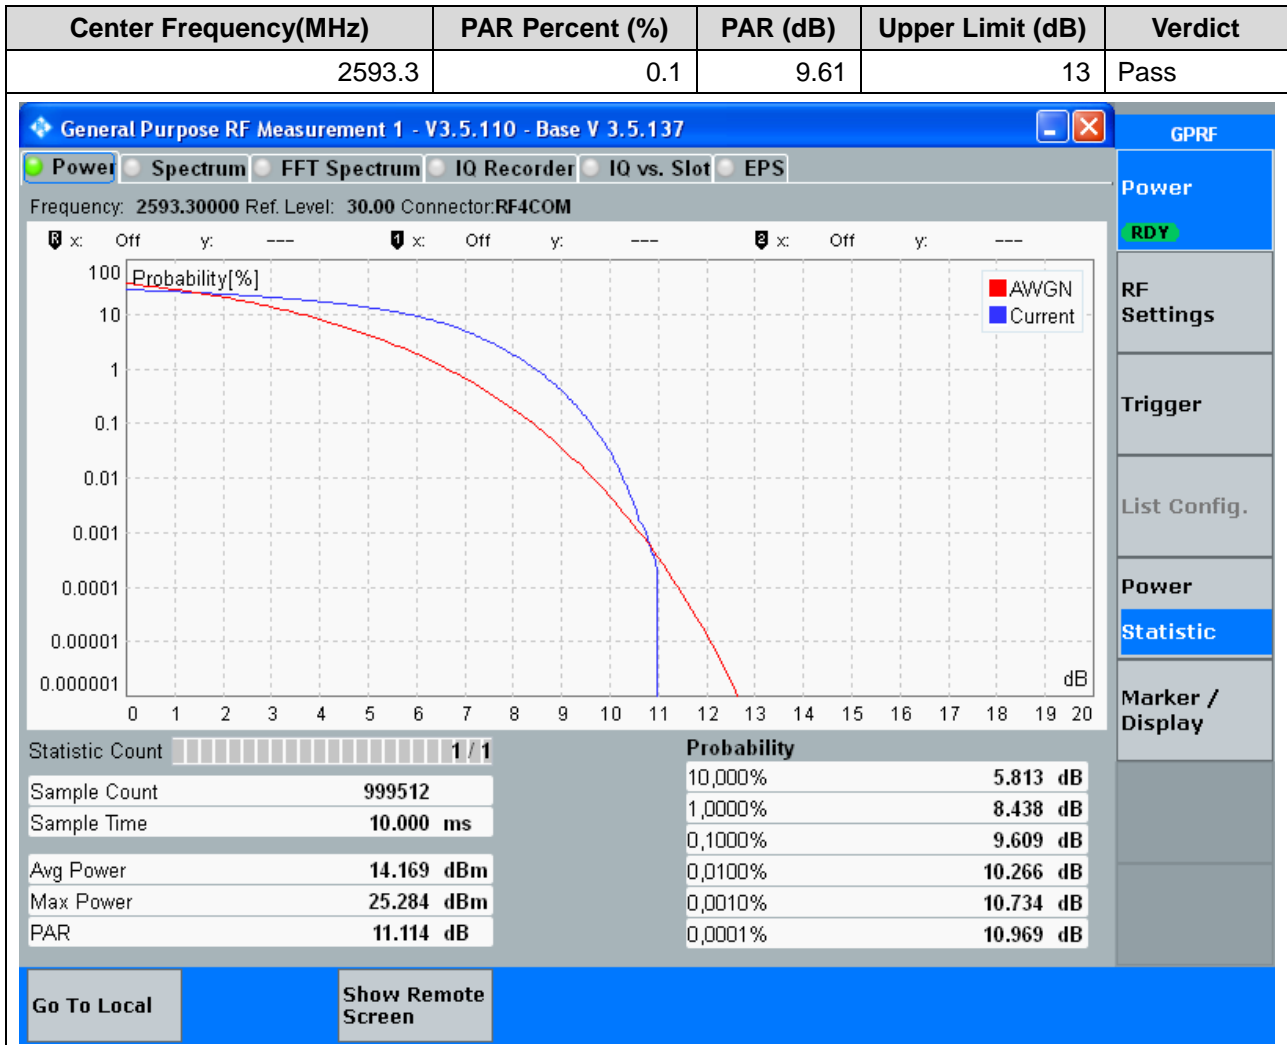 Center Frequency(MHz) PAR Percent (%) PAR (dB) Upper Limit (dB) Verdict
2593.3 0.1 9.61 13 Pass
General Purpose RF Measurement 1 - V3.5.110 - Base V 3.5.137
GPRF
Power Spectrum FFT Spectrum IQ Recorder IQ vs. Slot EPS
Power
RDY
Frequency: 2593.30000 Ref. Level: 30.00 Connector:RF4COM
R x: Off y: --- 1 x: Off y: --- 2 x: Off y: ---
Probability[%]
AWGN
Current
100
10
1
0.1
0.01
0.001
0.0001
0.00001
0.000001
dB
0 1 2 3 4 5 6 7 8 9 10 11 12 13 14 15 16 17 18 19 20
RF
Settings
Trigger
List Config.
Power
Statistic
Marker /
Display
Statistic Count 1 / 1
Sample Count 999512
Sample Time 10.000 ms
Avg Power 14.169 dBm
Max Power 25.284 dBm
PAR 11.114 dB
Probability
10,000% 5.813 dB
1,0000% 8.438 dB
0,1000% 9.609 dB
0,0100% 10.266 dB
0,0010% 10.734 dB
0,0001% 10.969 dB
Go To Local
Show Remote
Screen